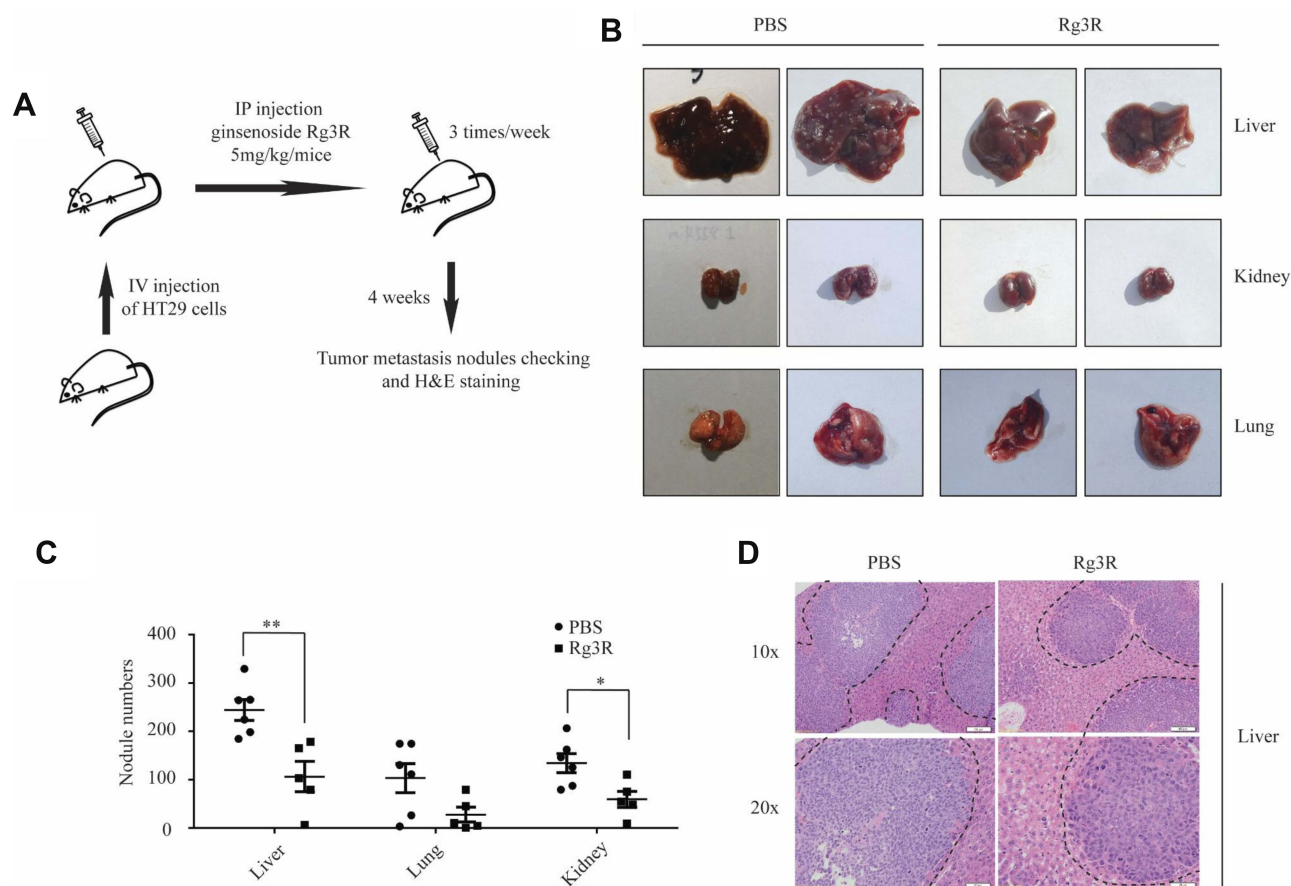 A
IP injection
ginsenoside Rg3R
5mg/kg/mice
3 times/week
IV injection
of HT29 cells
4 weeks
Tumor metastasis nodules checking
and H&E staining
B
PBS
Rg3R
Liver
Kidney
Lung
C
Nodule numbers
400
300
200
100
0
**
*
PBS
Rg3R
Liver
Lung
Kidney
D
PBS
Rg3R
10x
20x
Liver